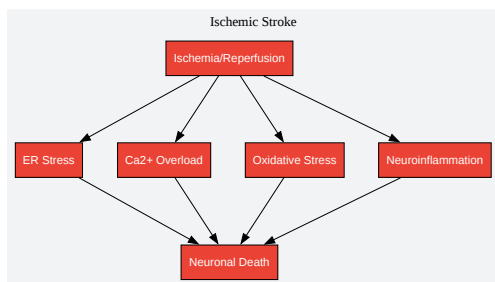 Ischemic Stroke
Ischemia/Reperfusion
ER Stress
Ca2+ Overload
Oxidative Stress
Neuroinflammation
Neuronal Death